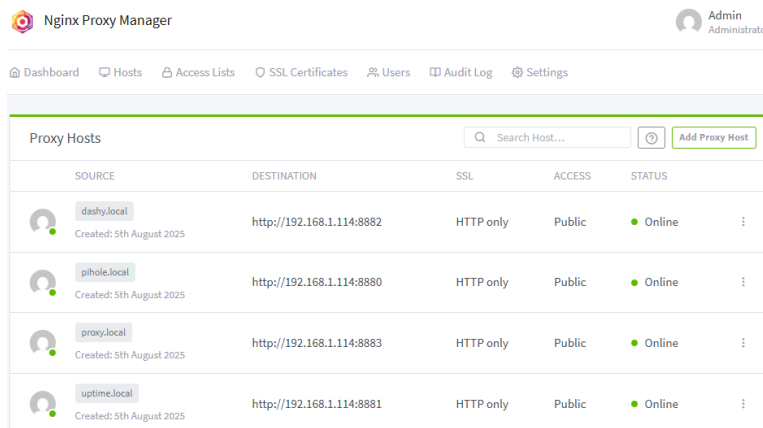 Nginx Proxy Manager
Admin
Administrato
Dashboard Hosts Access Lists SSL Certificates Users Audit Log Settings
Proxy Hosts Search Host... Add Proxy Host
SOURCE DESTINATION SSL ACCESS STATUS
dashy.local
Created: 5th August 2025
http://192.168.1.114:8882 HTTP only Public Online
pihole.local
Created: 5th August 2025
http://192.168.1.114:8880 HTTP only Public Online
proxy.local
Created: 5th August 2025
http://192.168.1.114:8883 HTTP only Public Online
uptime.local
Created: 5th August 2025
http://192.168.1.114:8881 HTTP only Public Online